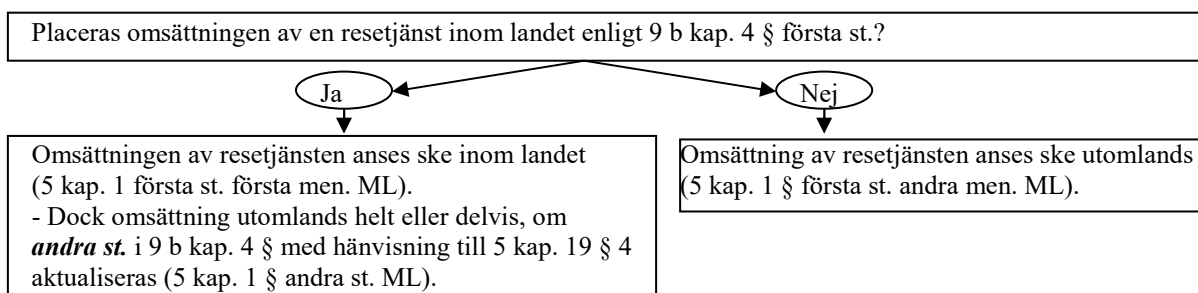 Placeras omsättningen av en resetjänst inom landet enligt 9 b kap. 4 § första st.?
Ja
Nej
Omsättningen av resetjänsten anses ske inom landet
(5 kap. 1 första st. första men. ML).
- Dock omsättning utomlands helt eller delvis, om
andra st. i 9 b kap. 4 § med hänvisning till 5 kap. 19 § 4
aktualiseras (5 kap. 1 § andra st. ML).
Omsättning av resetjänsten anses ske utomlands
(5 kap. 1 § första st. andra men. ML).